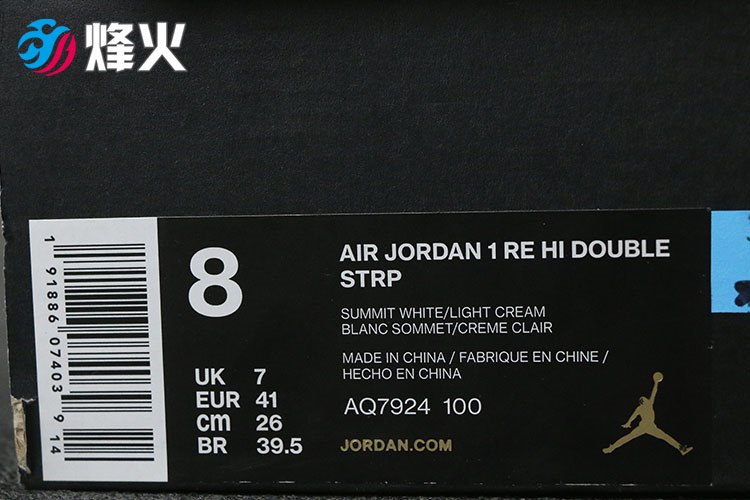 烽火
8
AIR JORDAN 1 RE HI DOUBLE
STRP
SUMMIT WHITE/LIGHT CREAM
BLANC SOMMET/CREME CLAIR
MADE IN CHINA / FABRIQUE EN CHINE /
HECHO EN CHINA
AQ7924 100
JORDAN.COM
UK 7
EUR 41
cm 26
BR 39.5
1 91886 07403 9 14